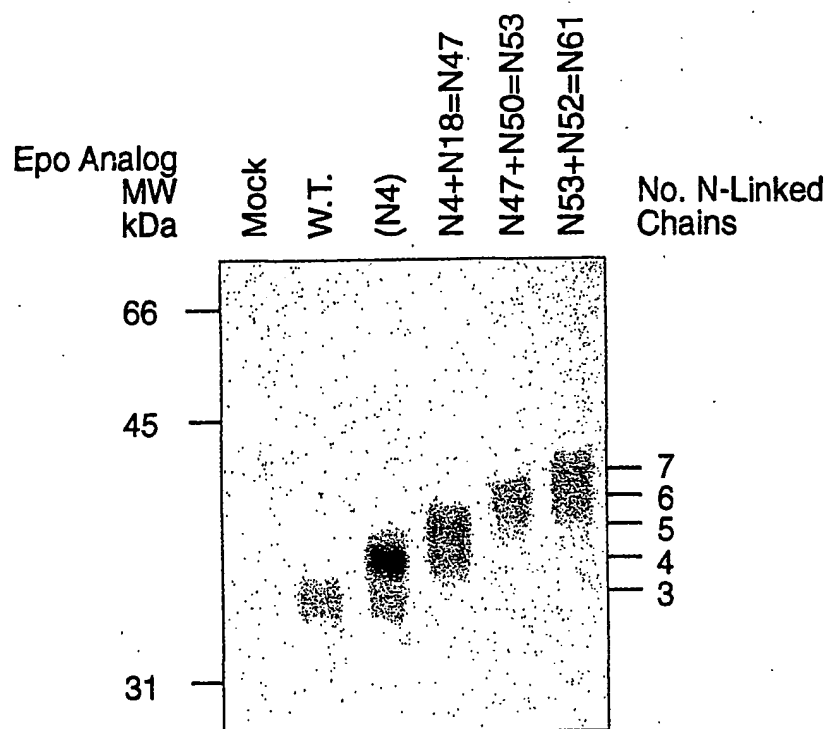 Epo Analog
MW
kDa
Mock
W.T.
(N4)
N4+N18=N47
N47+N50=N53
N53+N52=N61
No. N-Linked
Chains
66
45
31
7
6
5
4
3